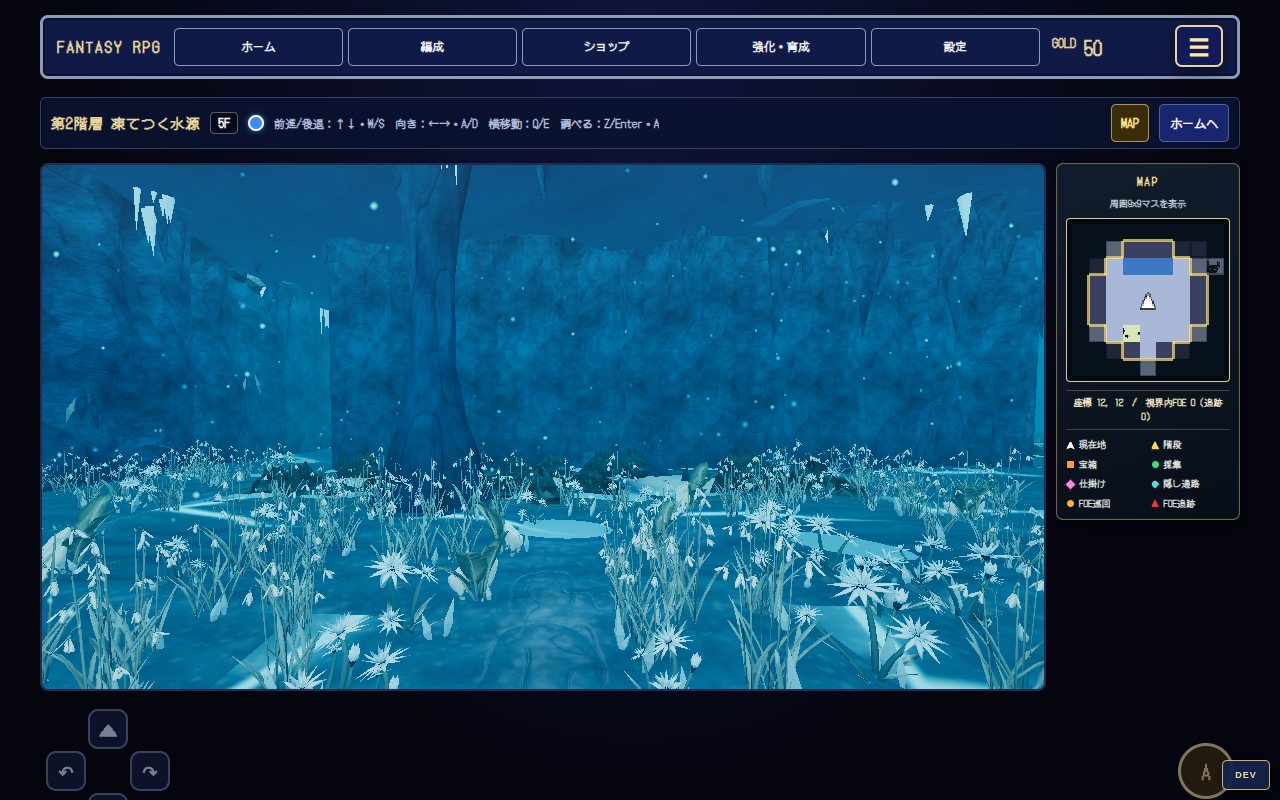 FANTASY RPG
ホーム
編成
ショップ
強化・育成
設定
GOLD 50
第2階層 凍てつく水源
5F
前進/後退：↑↓・W/S 向き：←→・A/D 横移動：Q/E 調べる：Z/Enter・A
MAP
ホームへ
MAP
周囲9x9マスを表示
座標 12, 12 / 視界内FOE 0 (追跡
0)
現在地
階段
宝箱
採集
仕掛け
隠し通路
FOE巡回
FOE追跡
A
DEV